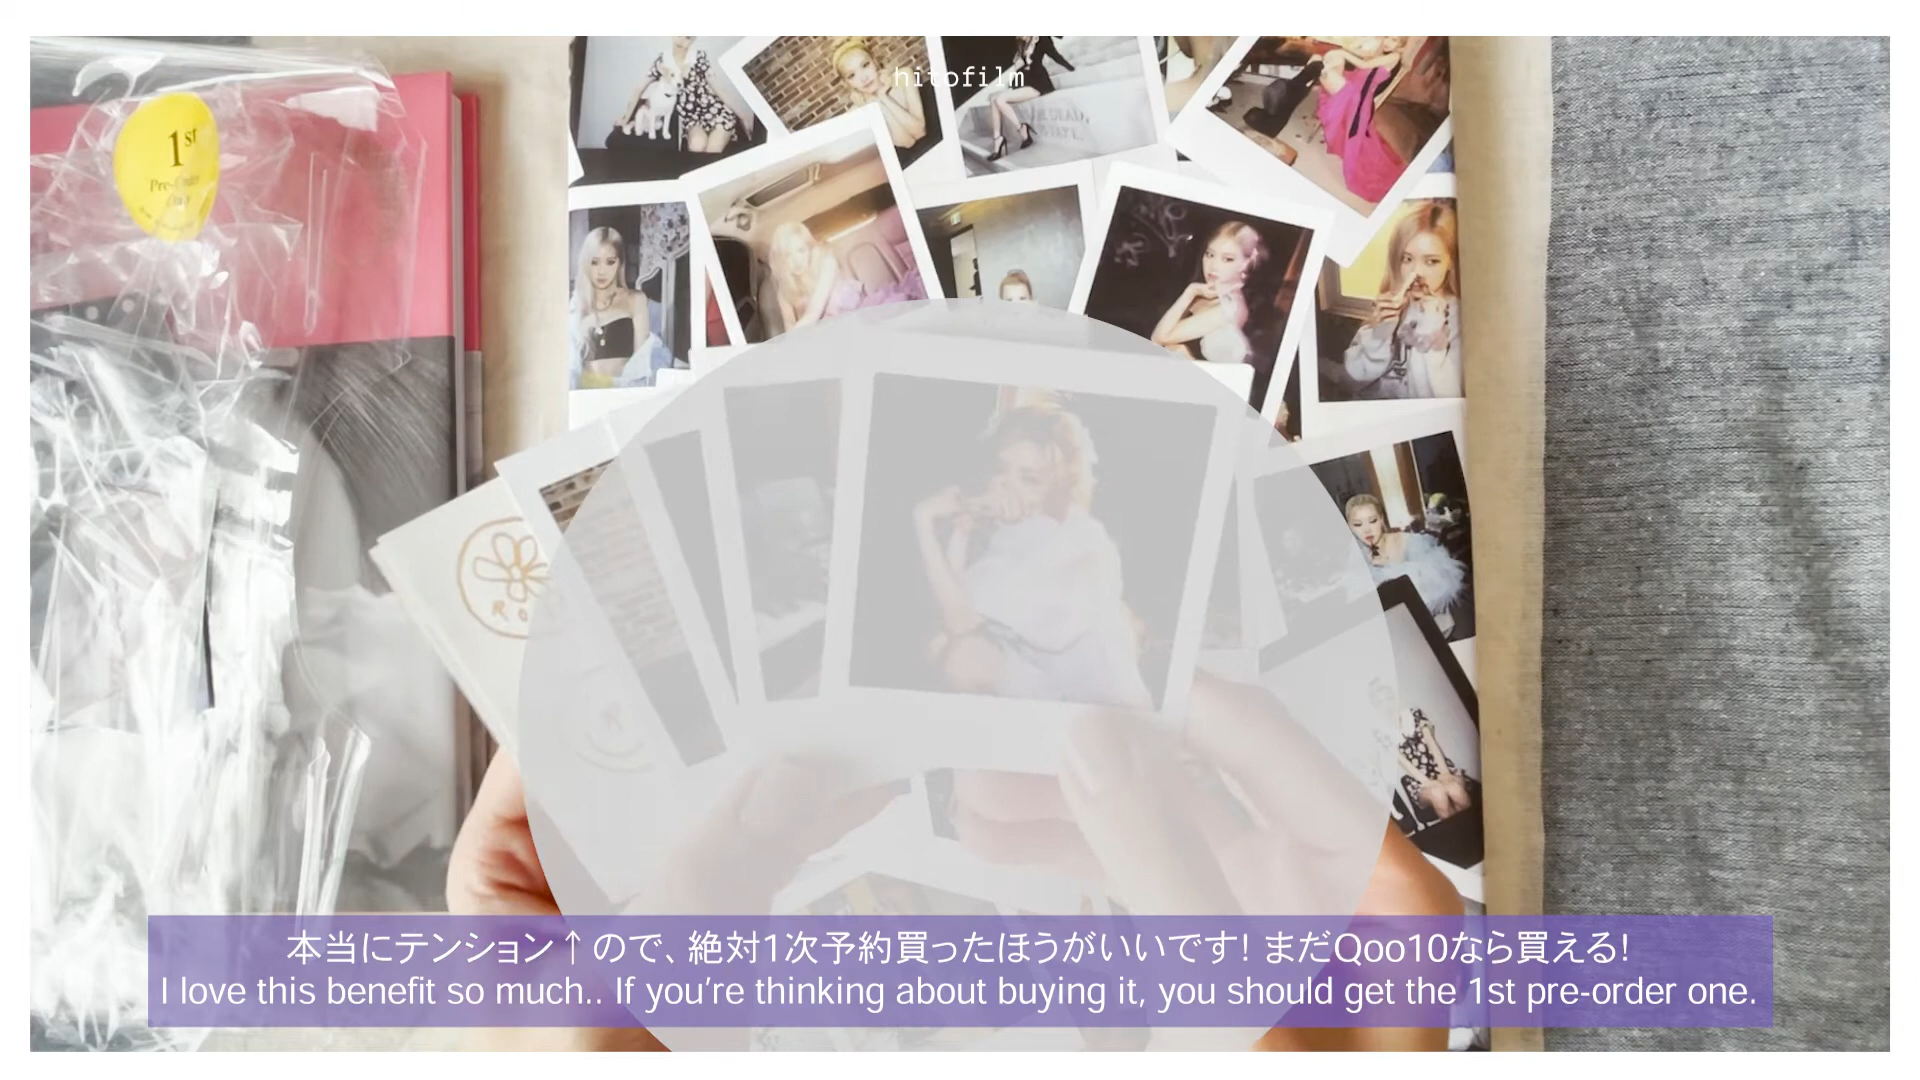 hitofilm
1st
Pre-Order
Only
本当にテンション↑ので、絶対1次予約買ったほうがいいです! まだQoo10なら買える!
I love this benefit so much.. If you're thinking about buying it, you should get the 1st pre-order one.